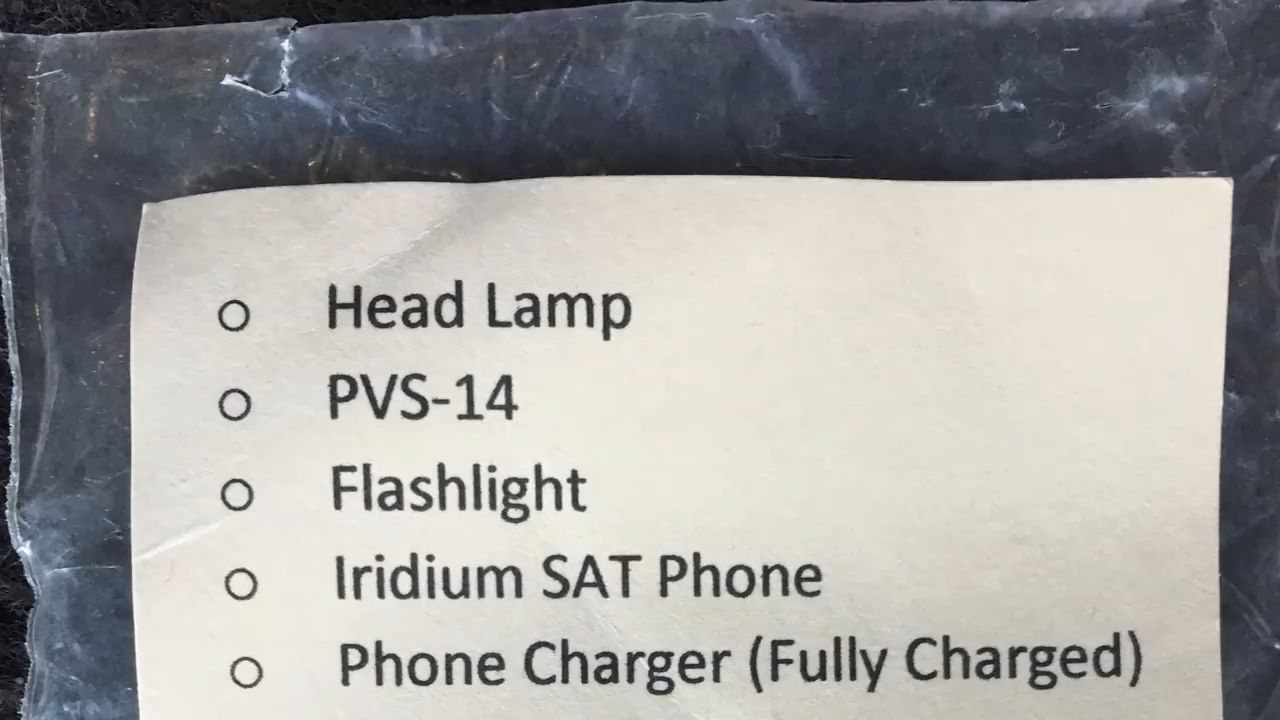 Head Lamp
PVS-14
Flashlight
Iridium SAT Phone
Phone Charger (Fully Charged)